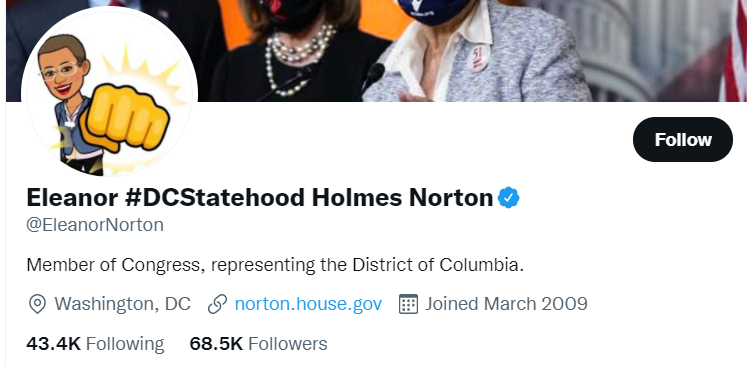 Follow
Eleanor #DCStatehood Holmes Norton
@EleanorNorton
Member of Congress, representing the District of Columbia.
Washington, DC norton.house.gov Joined March 2009
43.4K Following 68.5K Followers